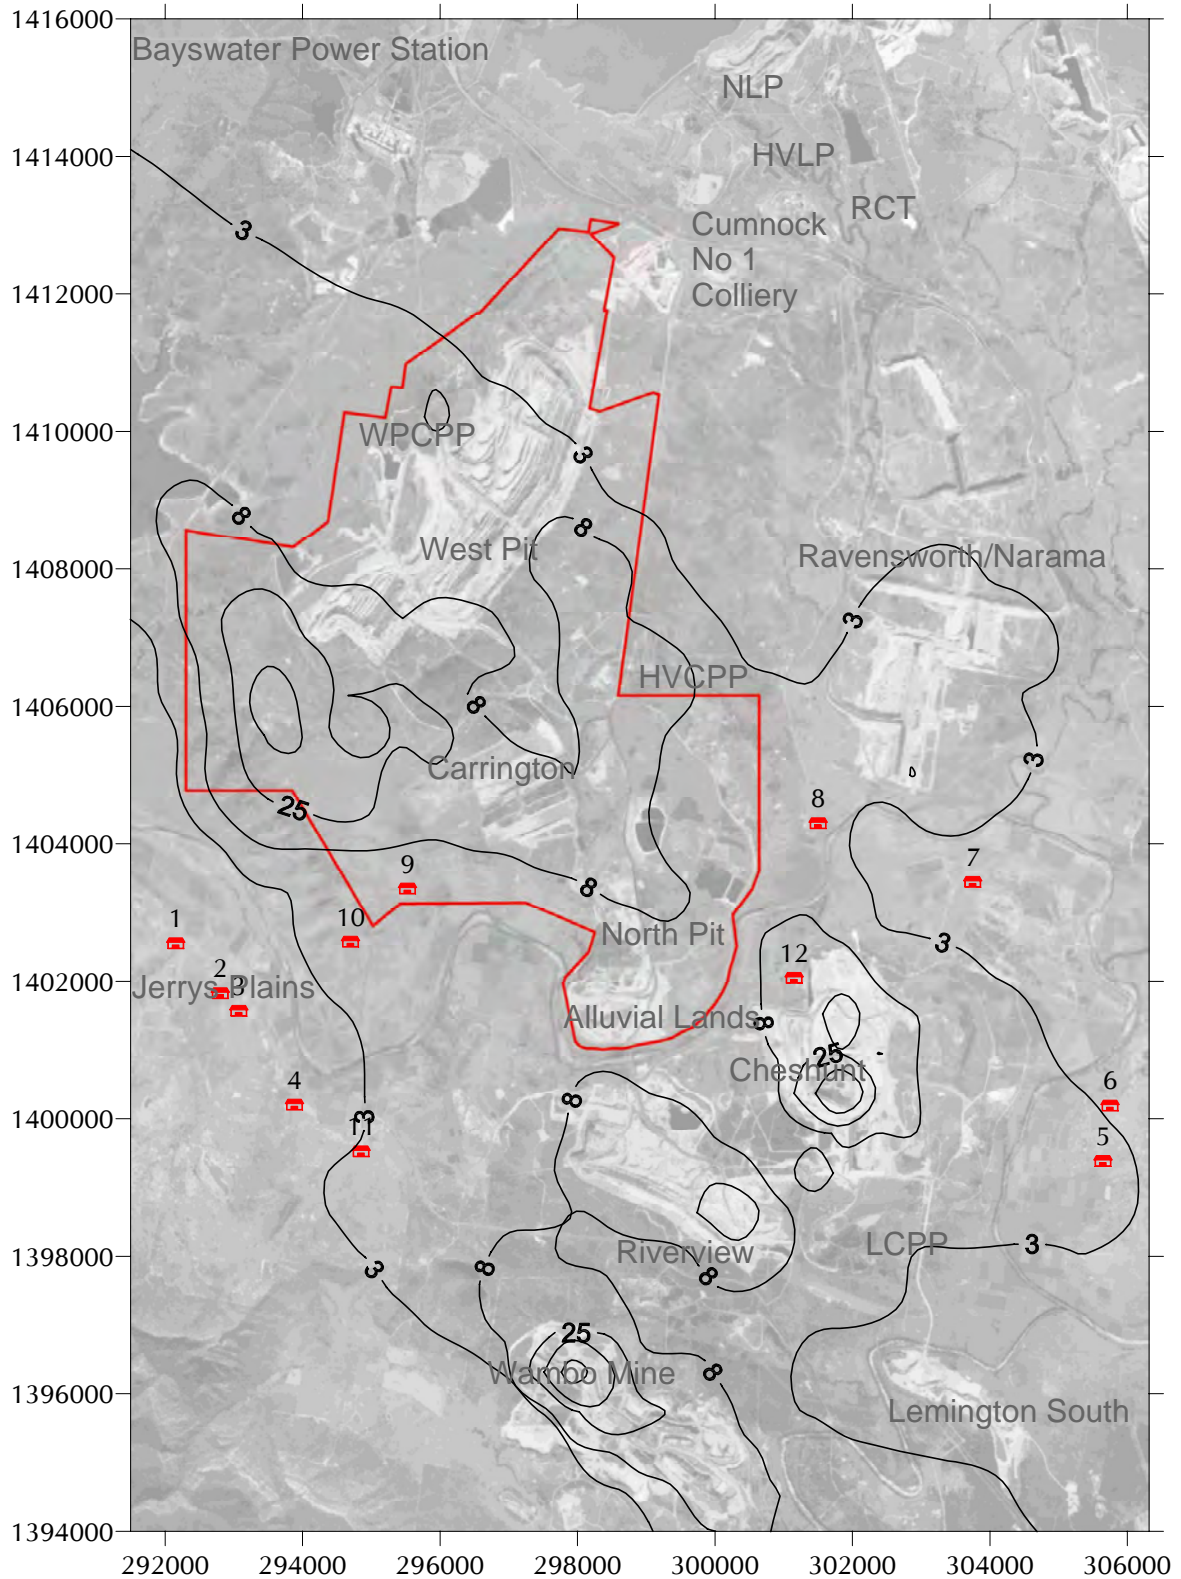 1416000
Bayswater Power Station
NLP
1414000
HVLP
RCT
3
Cumnock
No 1
Colliery
1412000
1410000
WPCPP
3
8
8
West Pit
1408000
Ravensworth/Narama
3
HVCPP
1406000
8
3
Carrington
25
8
1404000
9
7
8
10
1
North Pit
3
12
2
1402000
Jerrys Plains
3
Alluvial Lands
8
25
Cheshunt
4
8
6
1400000
3
11
5
LCPP
3
1398000
Riverview
3
8
8
25
1396000
Wambo Mine
8
Lemington South
1394000
292000
294000
296000
298000
300000
302000
304000
306000